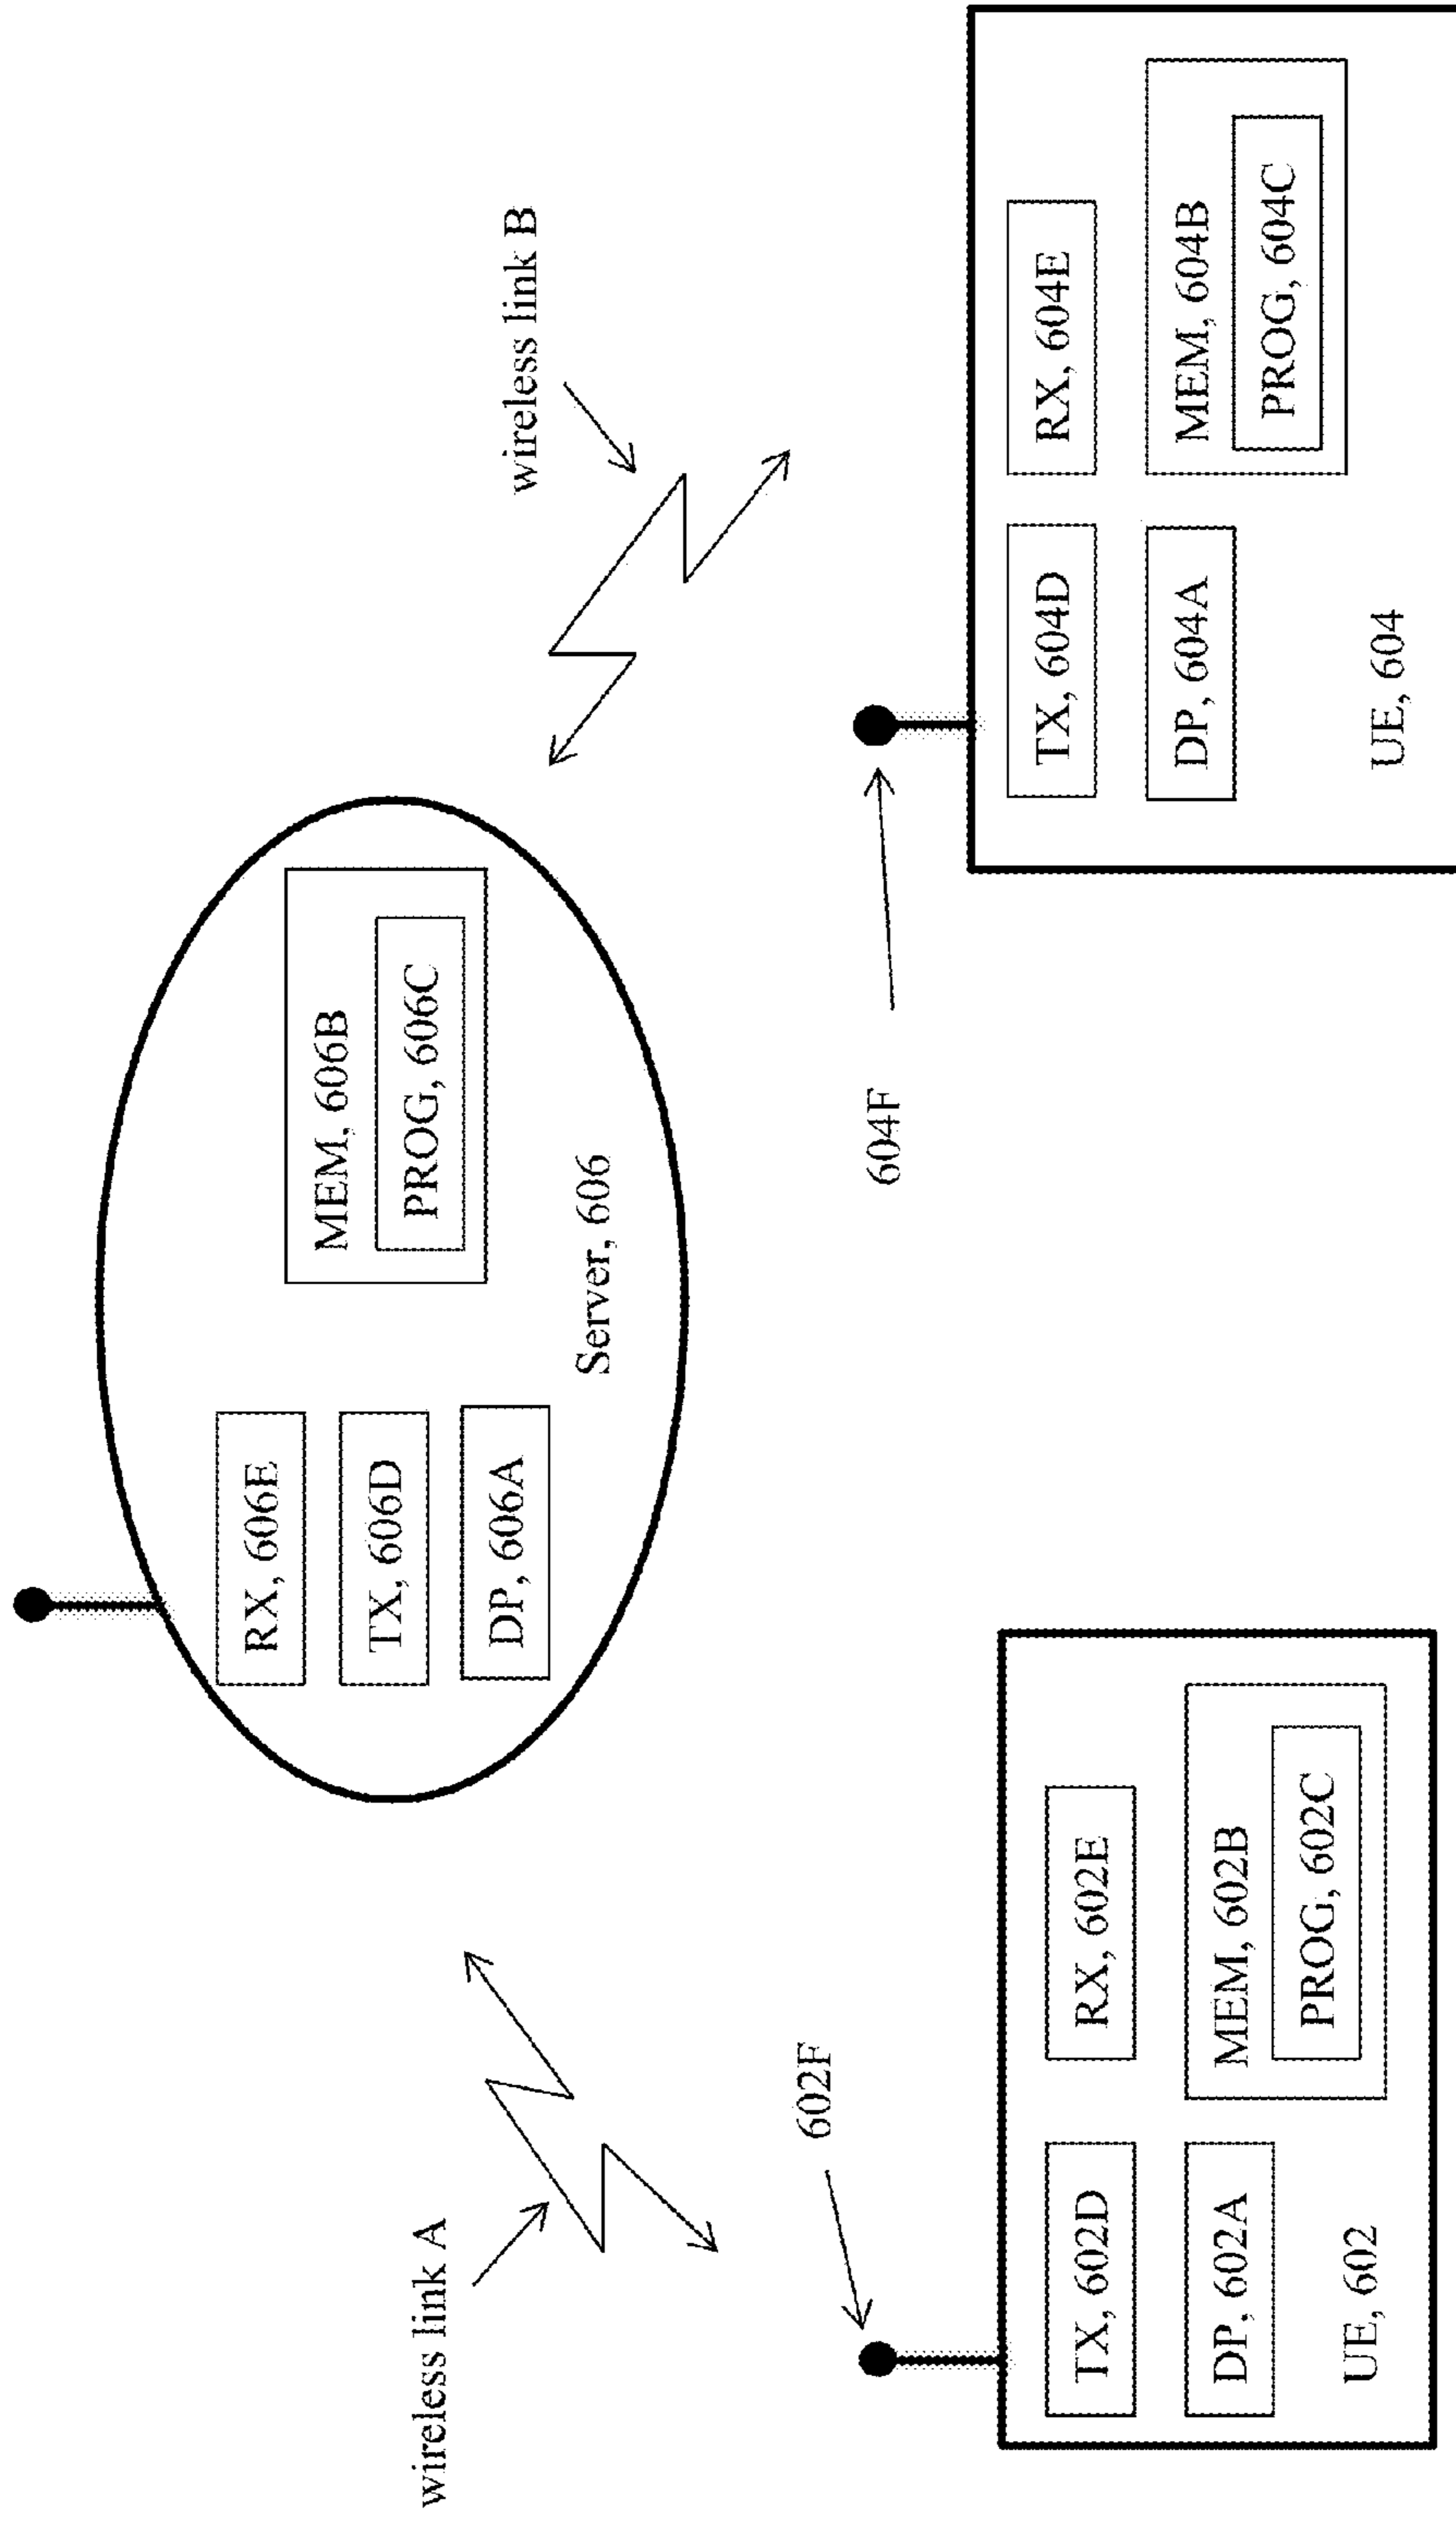 RX, 606E
TX, 606D
DP, 606A
MEM, 606B
PROG, 606C
Server, 606
wireless link A
wireless link B
602F
604F
TX, 602D
RX, 602E
DP, 602A
MEM, 602B
PROG, 602C
UE, 602
TX, 604D
RX, 604E
DP, 604A
MEM, 604B
PROG, 604C
UE, 604